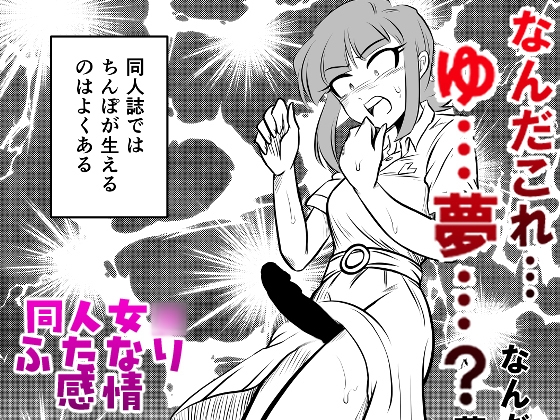 なんだこれ…
ゆ…夢…？
なんだ
同人誌では
ちんぽが生える
のはよくある
同人女
ふたなり
感情